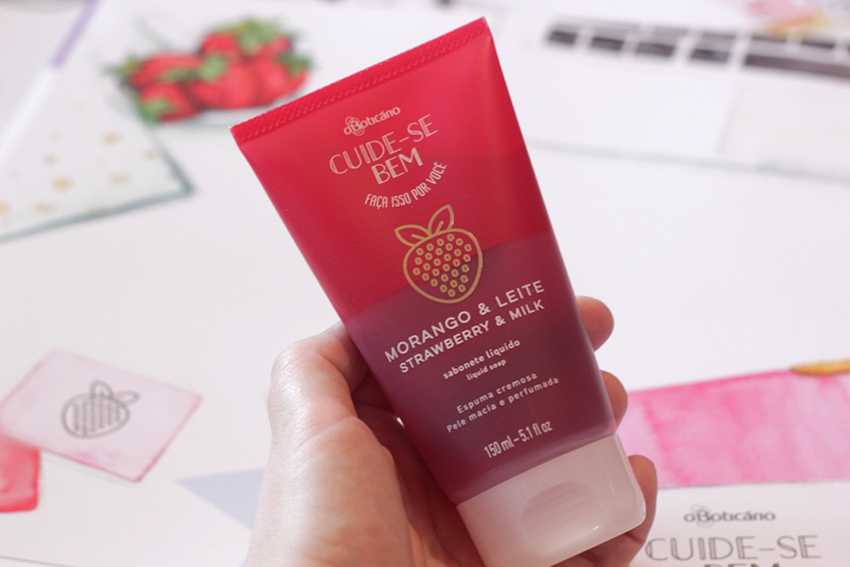 oBoticário
CUIDE-SE
BEM
FAÇA ISSO POR VOCÊ
MORANGO & LEITE
STRAWBERRY & MILK
sabonete líquido
liquid soap
Espuma cremosa
Pele macia e perfumada
150 ml – 5.1 fl oz
oBoticário
CUIDE-SE
BEM